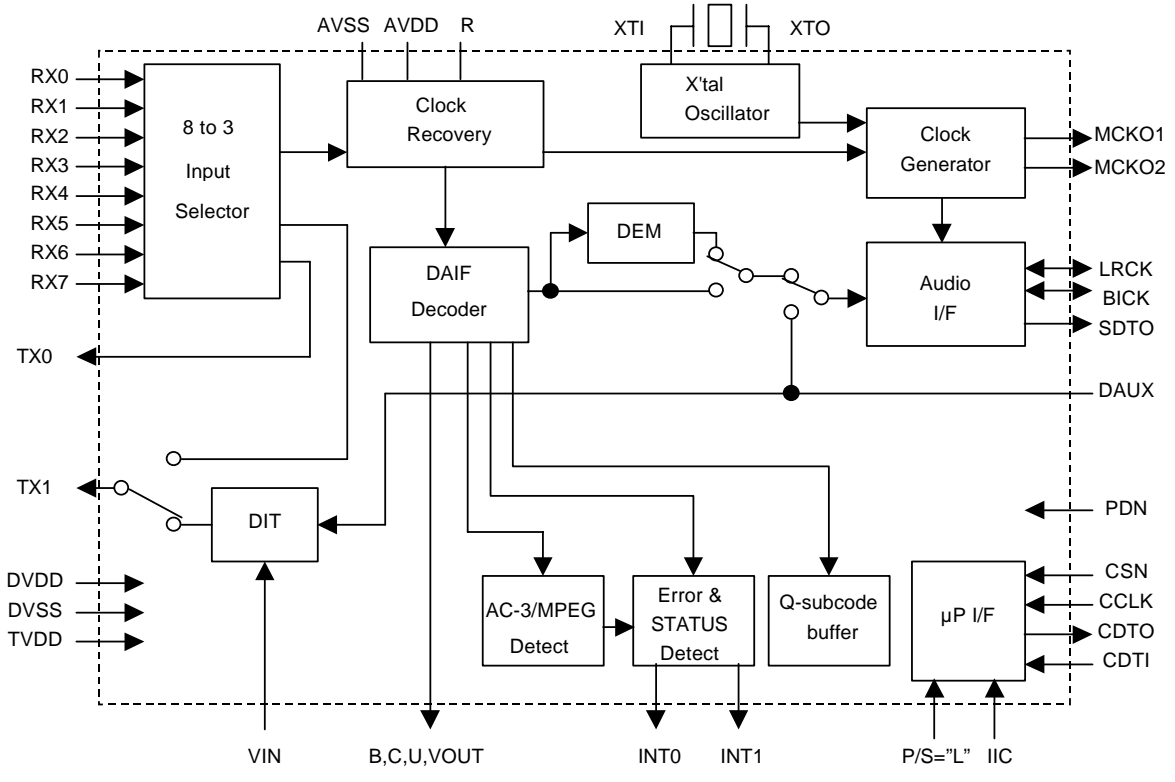 AVSS AVDD R
XTI XTO
RX0
RX1
RX2
RX3
RX4
RX5
RX6
RX7
8 to 3
Input
Selector
Clock
Recovery
X'tal
Oscillator
Clock
Generator
MCKO1
MCKO2
DEM
DAIF
Decoder
Audio
I/F
LRCK
BICK
SDTO
TX0
DAUX
TX1
DIT
PDN
DVDD
DVSS
TVDD
AC-3/MPEG
Detect
Error &
STATUS
Detect
Q-subcode
buffer
µP I/F
CSN
CCLK
CDTO
CDTI
VIN
B,C,U,VOUT
INT0
INT1
P/S=”L”
IIC